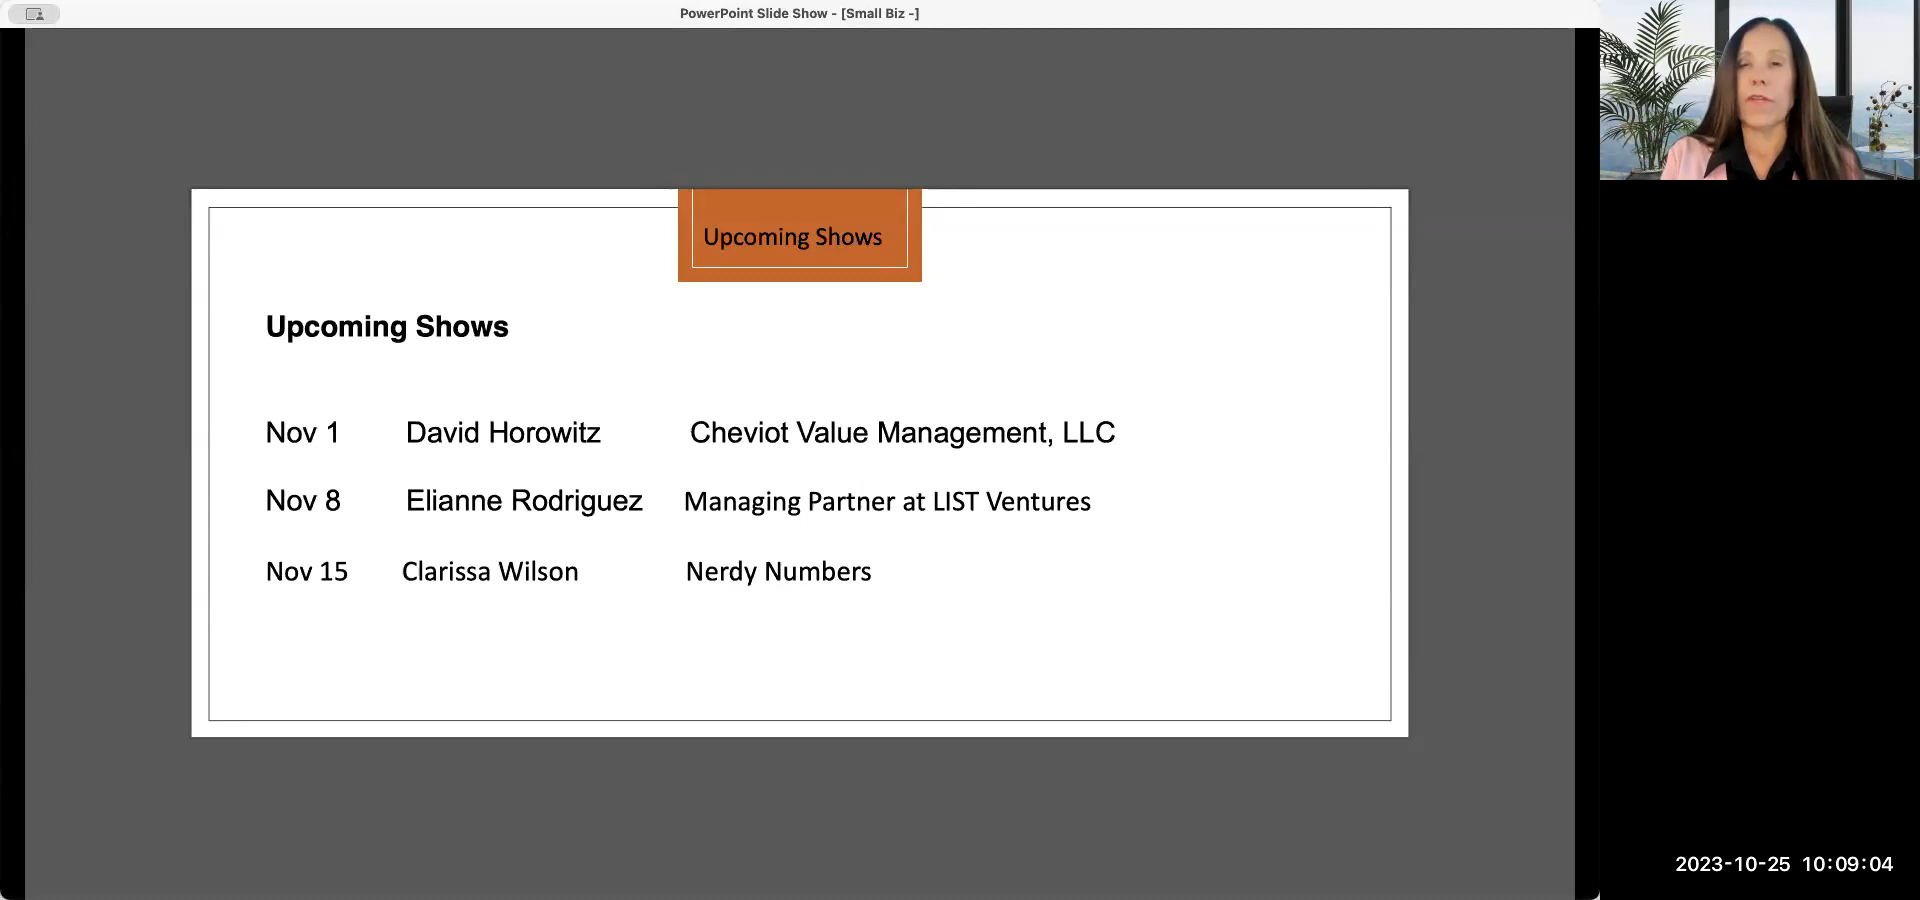 PowerPoint Slide Show - [Small Biz -]
Upcoming Shows
Upcoming Shows
Nov 1 David Horowitz Cheviot Value Management, LLC
Nov 8 Elianne Rodriguez Managing Partner at LIST Ventures
Nov 15 Clarissa Wilson Nerdy Numbers
2023-10-25 10:09:04